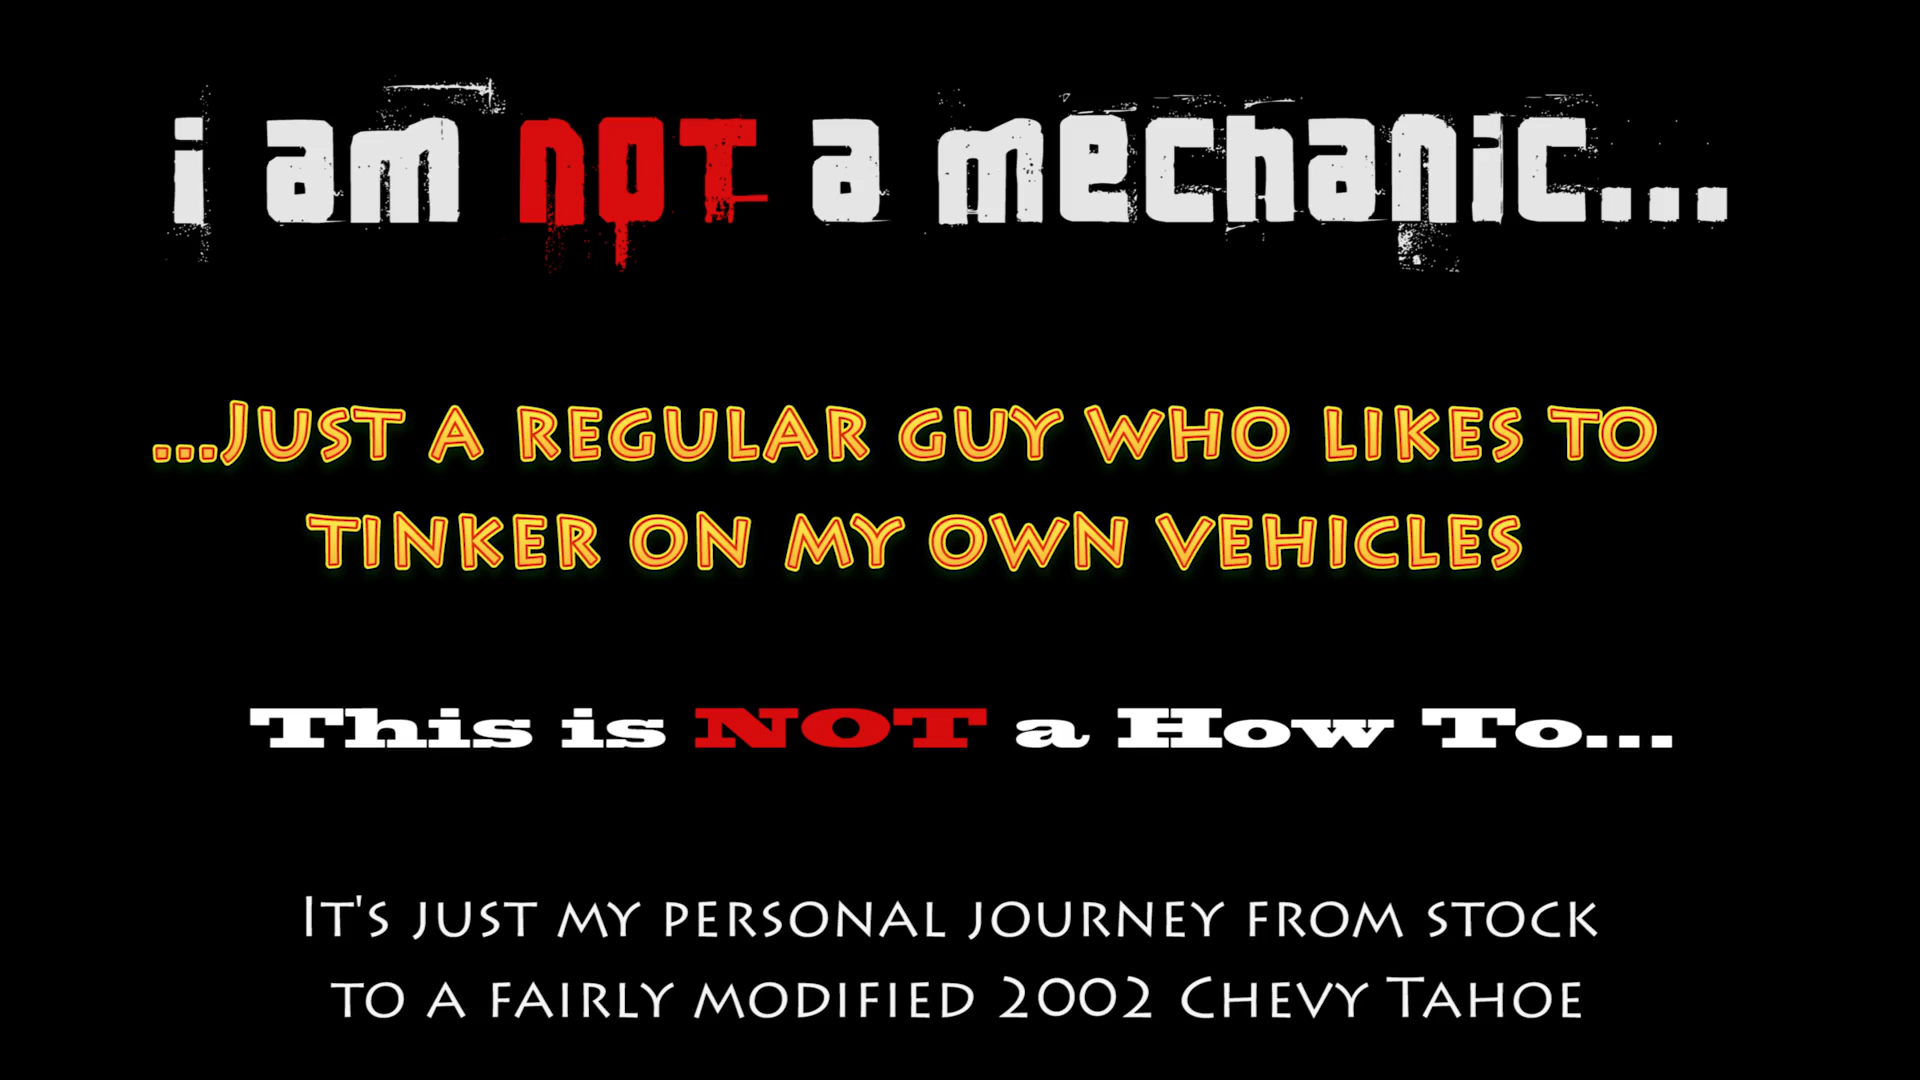 i am not a mechanic...
...Just a regular guy who likes to
tinker on my own vehicles
This is NOT a How To...
It's just my personal journey from stock
to a fairly modified 2002 Chevy Tahoe